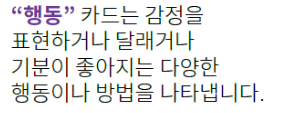 “행동” 카드는 감정을
표현하거나 달래거나
기분이 좋아지는 다양한
행동이나 방법을 나타냅니다.